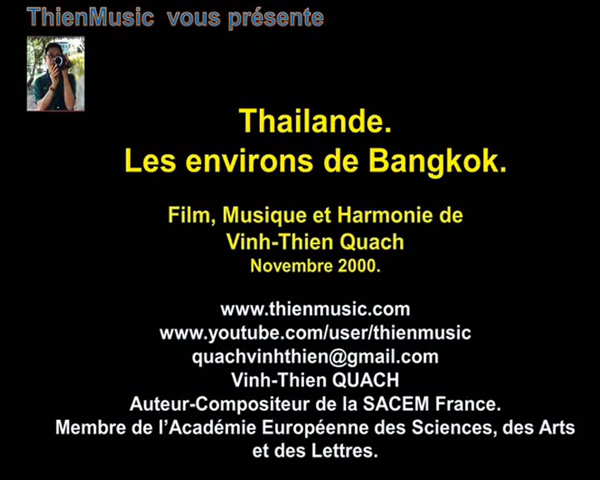 ThienMusic vous présente
Thailande.
Les environs de Bangkok.
Film, Musique et Harmonie de
Vinh-Thien Quach
Novembre 2000.
www.thienmusic.com
www.youtube.com/user/thienmusic
quachvinhthien@gmail.com
Vinh-Thien QUACH
Auteur-Compositeur de la SACEM France.
Membre de l’Académie Européenne des Sciences, des Arts
et des Lettres.